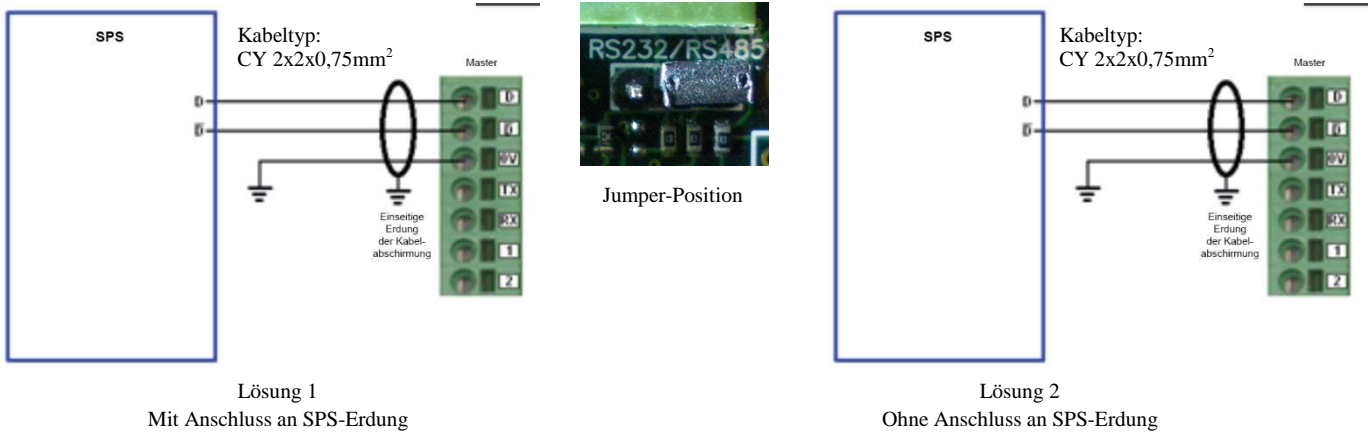 SPS
Kabeltyp:
CY 2x2x0,75mm²
Master
D
D
D̅
D̅
0V
TX
RX
1
2
Einseitige
Erdung
der Kabel-
abschirmung
Lösung 1
Mit Anschluss an SPS-Erdung
RS232/RS485
Jumper-Position
SPS
Kabeltyp:
CY 2x2x0,75mm²
Master
D
D
D̅
D̅
0V
TX
RX
1
2
Einseitige
Erdung
der Kabel-
abschirmung
Lösung 2
Ohne Anschluss an SPS-Erdung